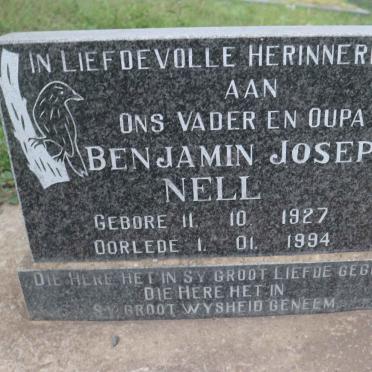 IN LIEFDEVOLLE HERINNER
AAN
ONS VADER EN OUPA
BENJAMIN JOSEP
NELL
GEBORE 11. 10. 1927
OORLEDE 1. 01. 1994
DIE HERE HET IN SY GROOT LIEFDE GEG
DIE HERE HET IN
SY GROOT WYSHEID GENEEM